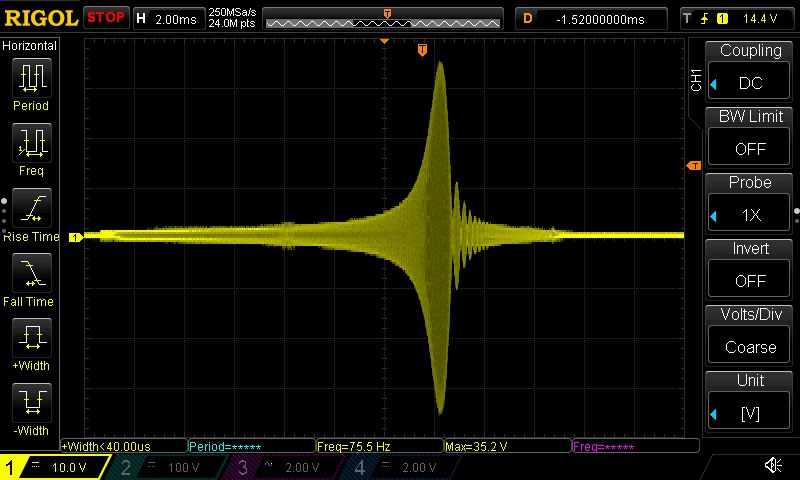 RIGOL STOP H 2.00ms 250MSa/s 24.0M pts T D -1.52000000ms T 1 14.4 V
Horizontal
Period
Freq
Rise Time
Fall Time
+Width
-Width
T
T
1
CH1
Coupling
DC
BW Limit
OFF
Probe
1X
Invert
OFF
Volts/Div
Coarse
Unit
[V]
+Width<40.00us Period=***** Freq=75.5 Hz Max=35.2 V Freq=*****
1 10.0 V 2 100 V 3 ~ 2.00 V 4 2.00 V